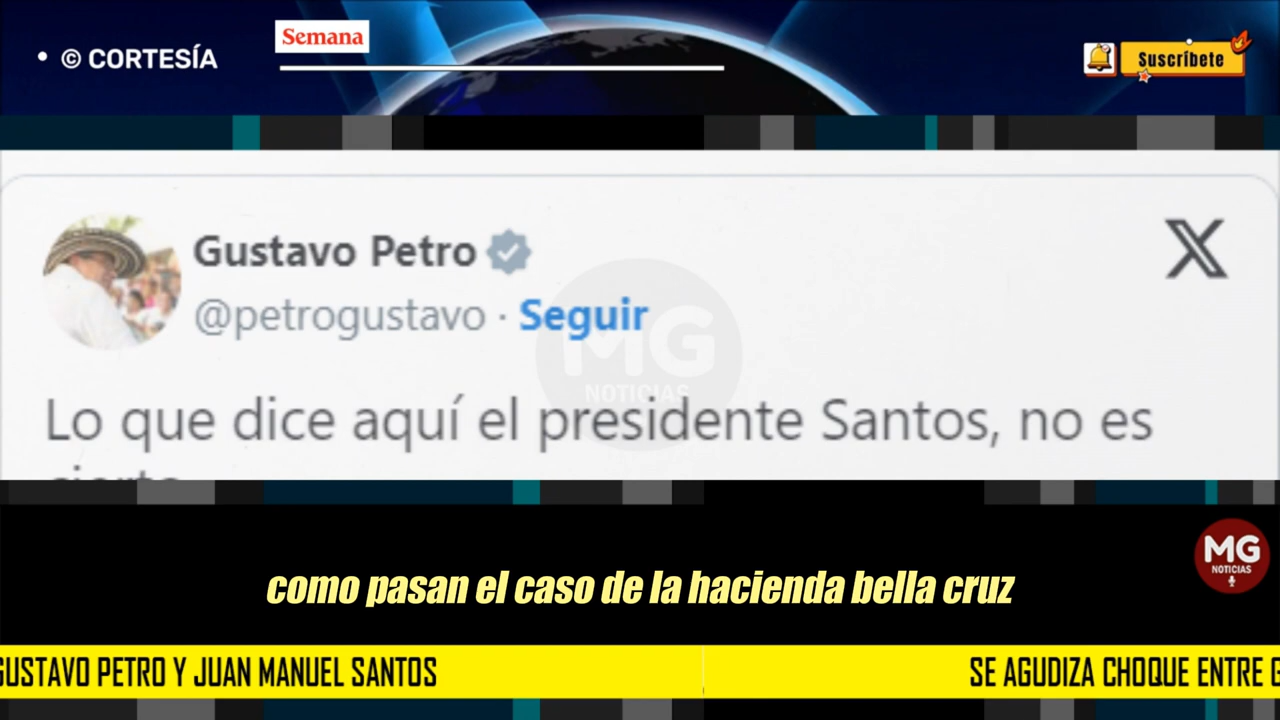 • © CORTESÍA
Semana
Suscríbete
Gustavo Petro
@petrogustavo · Seguir
MG
NOTICIAS
Lo que dice aquí el presidente Santos, no es
MG
NOTICIAS
como pasan el caso de la hacienda bella cruz
GUSTAVO PETRO Y JUAN MANUEL SANTOS
SE AGUDIZA CHOQUE ENTRE G